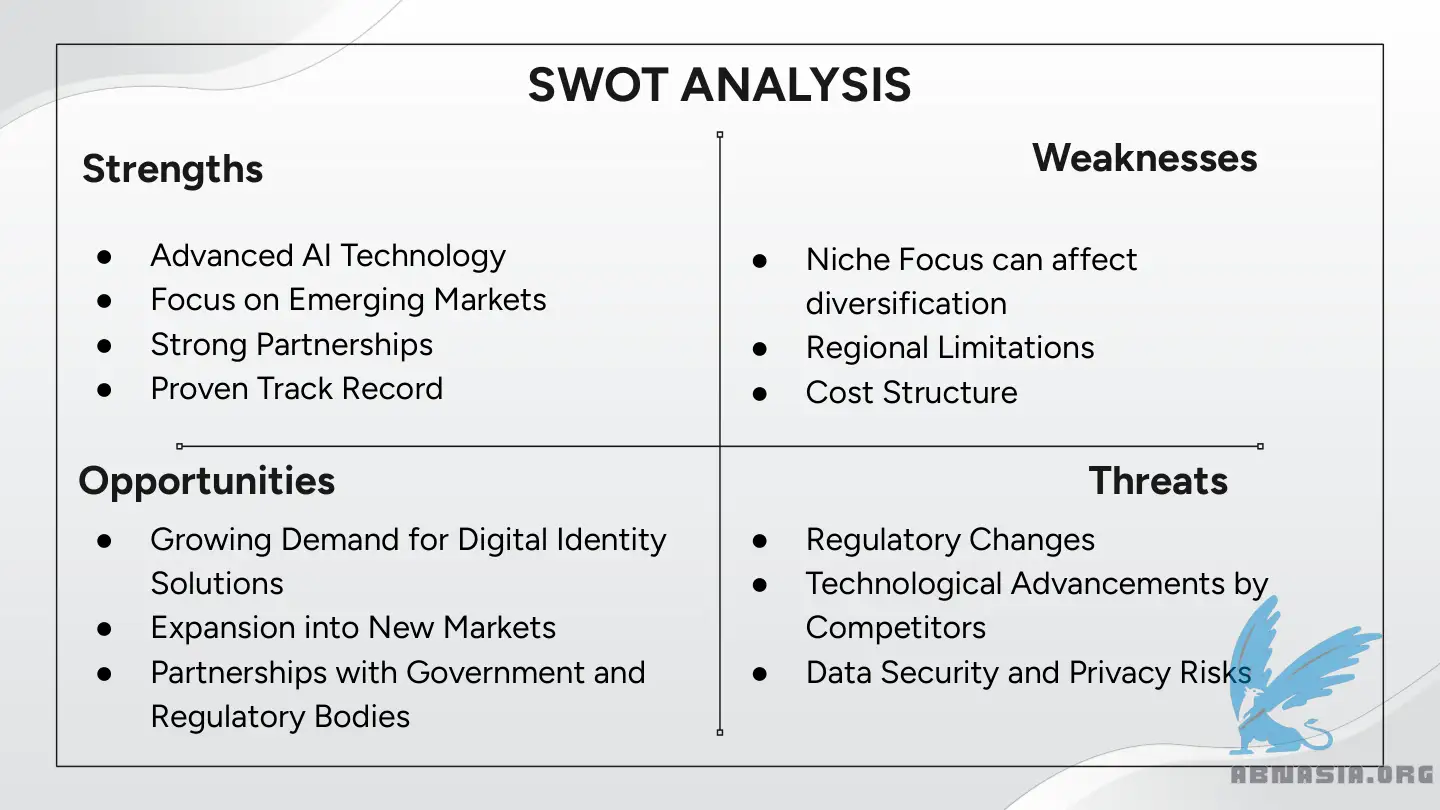 SWOT ANALYSIS
Strengths
● Advanced AI Technology
● Focus on Emerging Markets
● Strong Partnerships
● Proven Track Record
Weaknesses
● Niche Focus can affect
diversification
● Regional Limitations
● Cost Structure
Opportunities
● Growing Demand for Digital Identity
Solutions
● Expansion into New Markets
● Partnerships with Government and
Regulatory Bodies
Threats
● Regulatory Changes
● Technological Advancements by
Competitors
● Data Security and Privacy Risks
ABNASIA.ORG